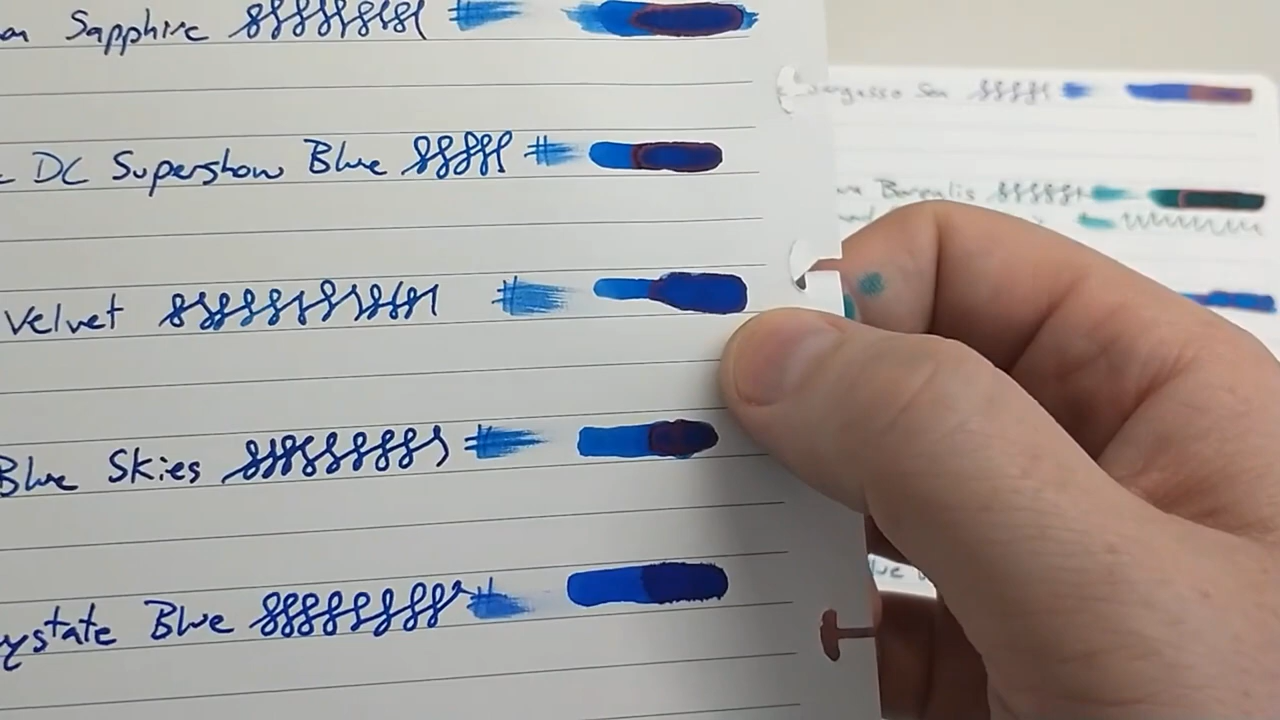 Sapphire
DC Supershow Blue
Velvet
Blue Skies
ystate Blue
Sargasso Sea
Borealis